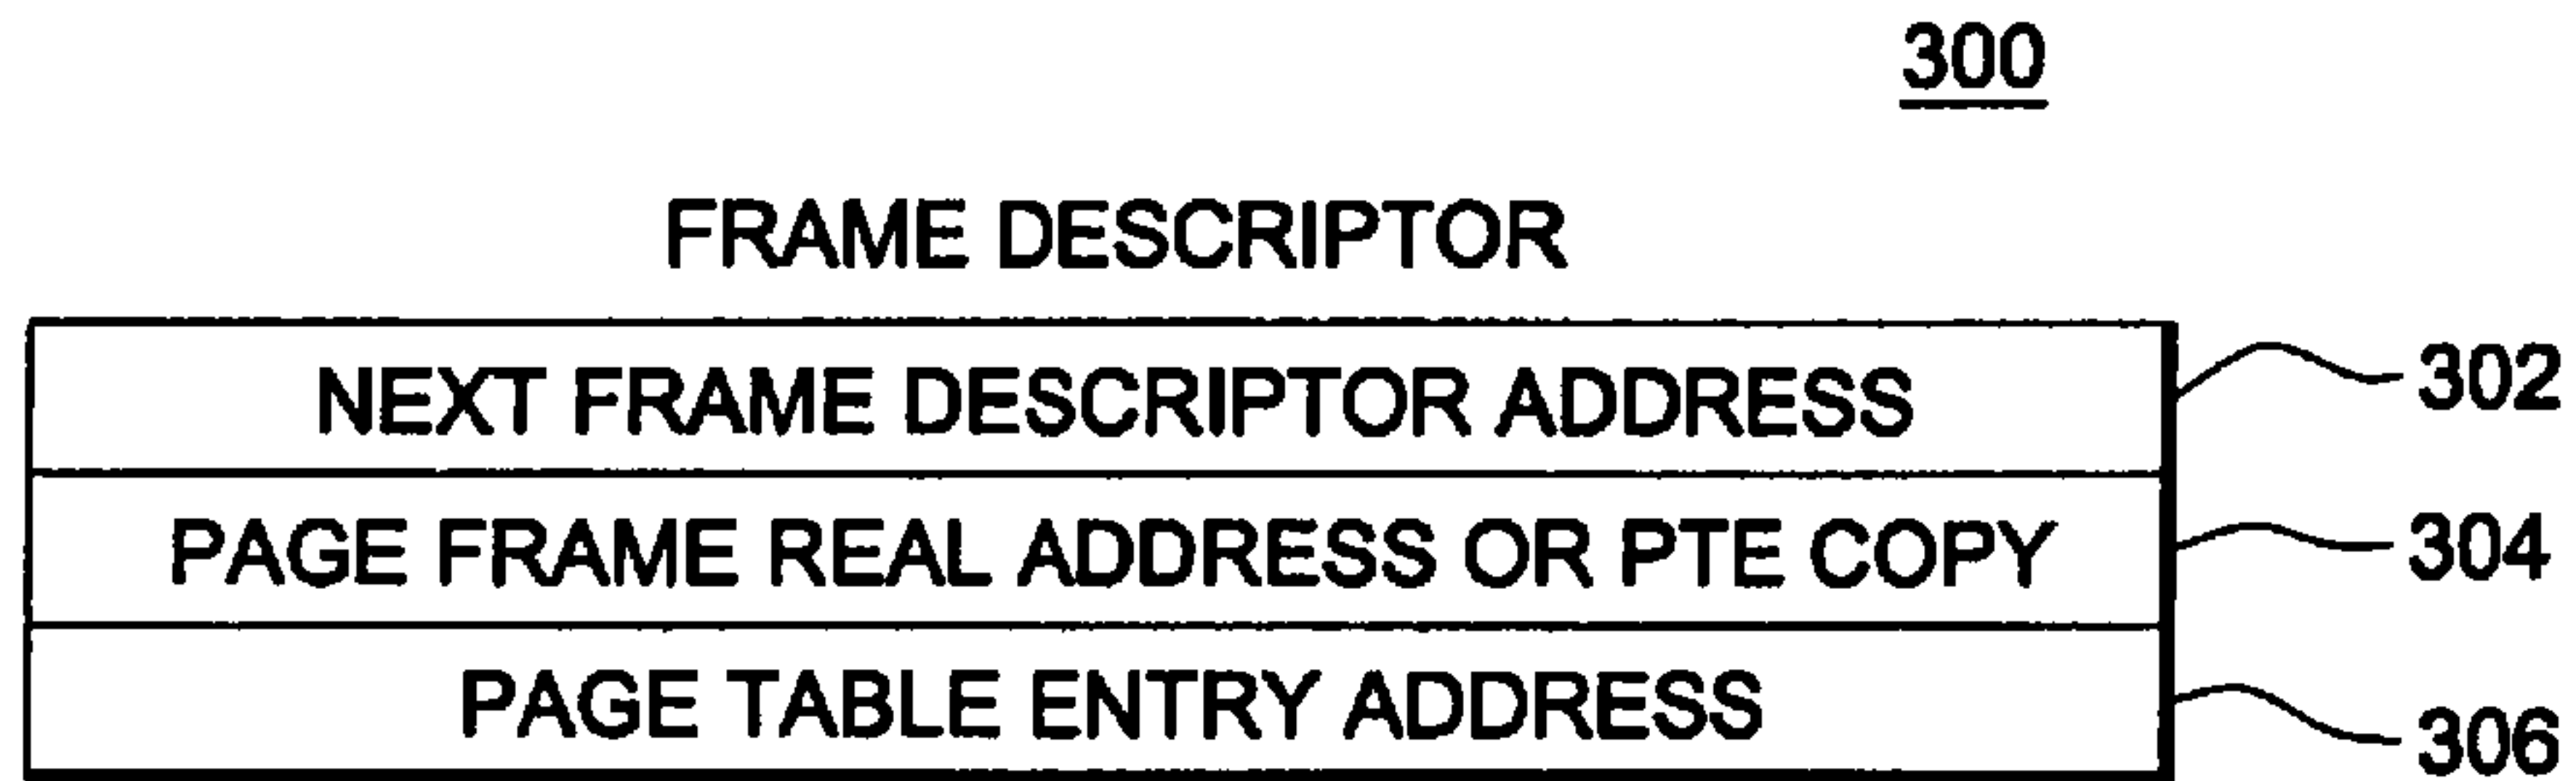 300
FRAME DESCRIPTOR
NEXT FRAME DESCRIPTOR ADDRESS 302
PAGE FRAME REAL ADDRESS OR PTE COPY 304
PAGE TABLE ENTRY ADDRESS 306